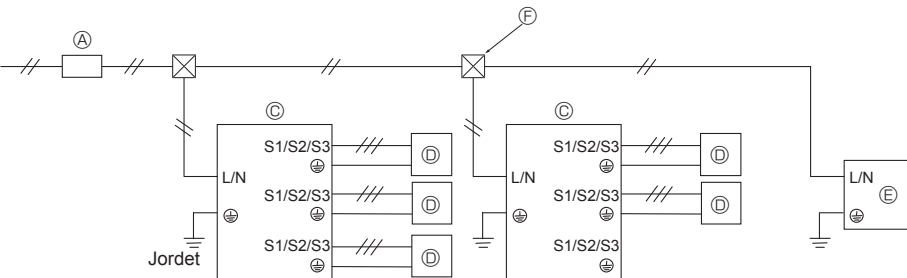 Ⓕ
Ⓐ
Ⓒ Ⓒ
S1/S2/S3 Ⓓ S1/S2/S3 Ⓓ
L/N L/N L/N
S1/S2/S3 Ⓓ S1/S2/S3 Ⓓ Ⓔ
Jordet S1/S2/S3 Ⓓ S1/S2/S3